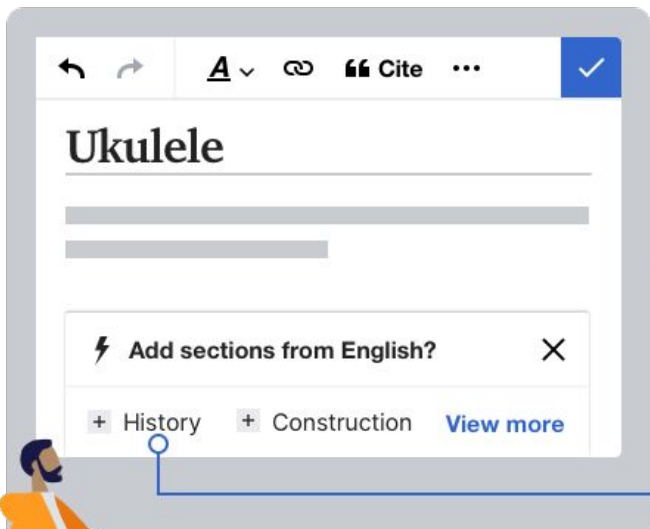 A Cite
Ukulele
Add sections from English?
+ History + Construction View more